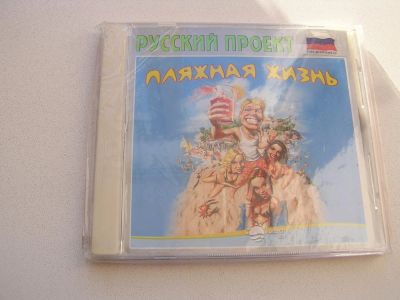 РУССКИЙ ПРОЕКТ
ПЛЯЖНАЯ ЖИЗНЬ